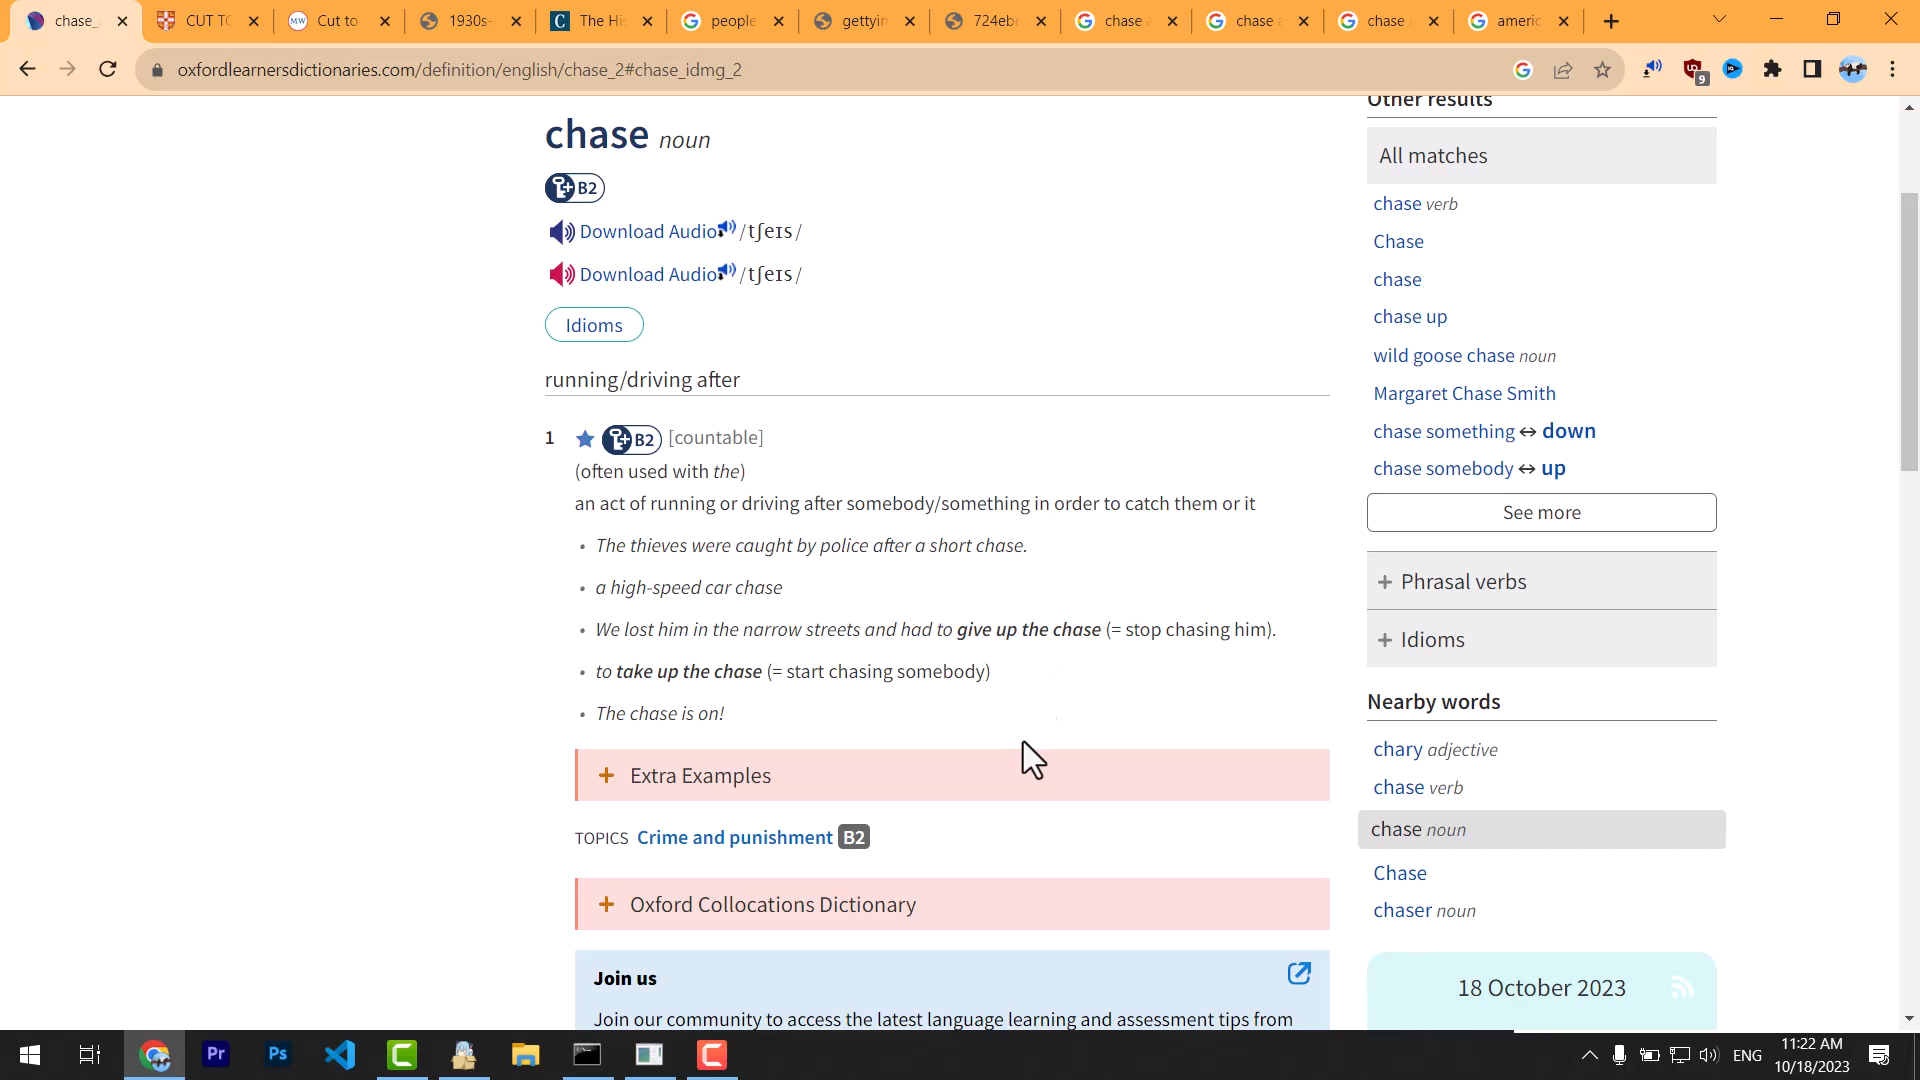 chase_
CUT TO
Cut to
1930s-
The His
people
gettyin
724ebe
chase a
chase a
chase a
americ
oxfordlearnersdictionaries.com/definition/english/chase_2#chase_idmg_2
9
chase noun
B2
Download Audio /tʃeɪs/
Download Audio /tʃeɪs/
Idioms
running/driving after
1 B2 [countable]
(often used with the)
an act of running or driving after somebody/something in order to catch them or it
• The thieves were caught by police after a short chase.
• a high-speed car chase
• We lost him in the narrow streets and had to give up the chase (= stop chasing him).
• to take up the chase (= start chasing somebody)
• The chase is on!
+ Extra Examples
TOPICS Crime and punishment B2
+ Oxford Collocations Dictionary
Join us
Join our community to access the latest language learning and assessment tips from
Other results
All matches
chase verb
Chase
chase
chase up
wild goose chase noun
Margaret Chase Smith
chase something ↔ down
chase somebody ↔ up
See more
+ Phrasal verbs
+ Idioms
Nearby words
chary adjective
chase verb
chase noun
Chase
chaser noun
18 October 2023
Pr
Ps
ENG
11:22 AM
10/18/2023